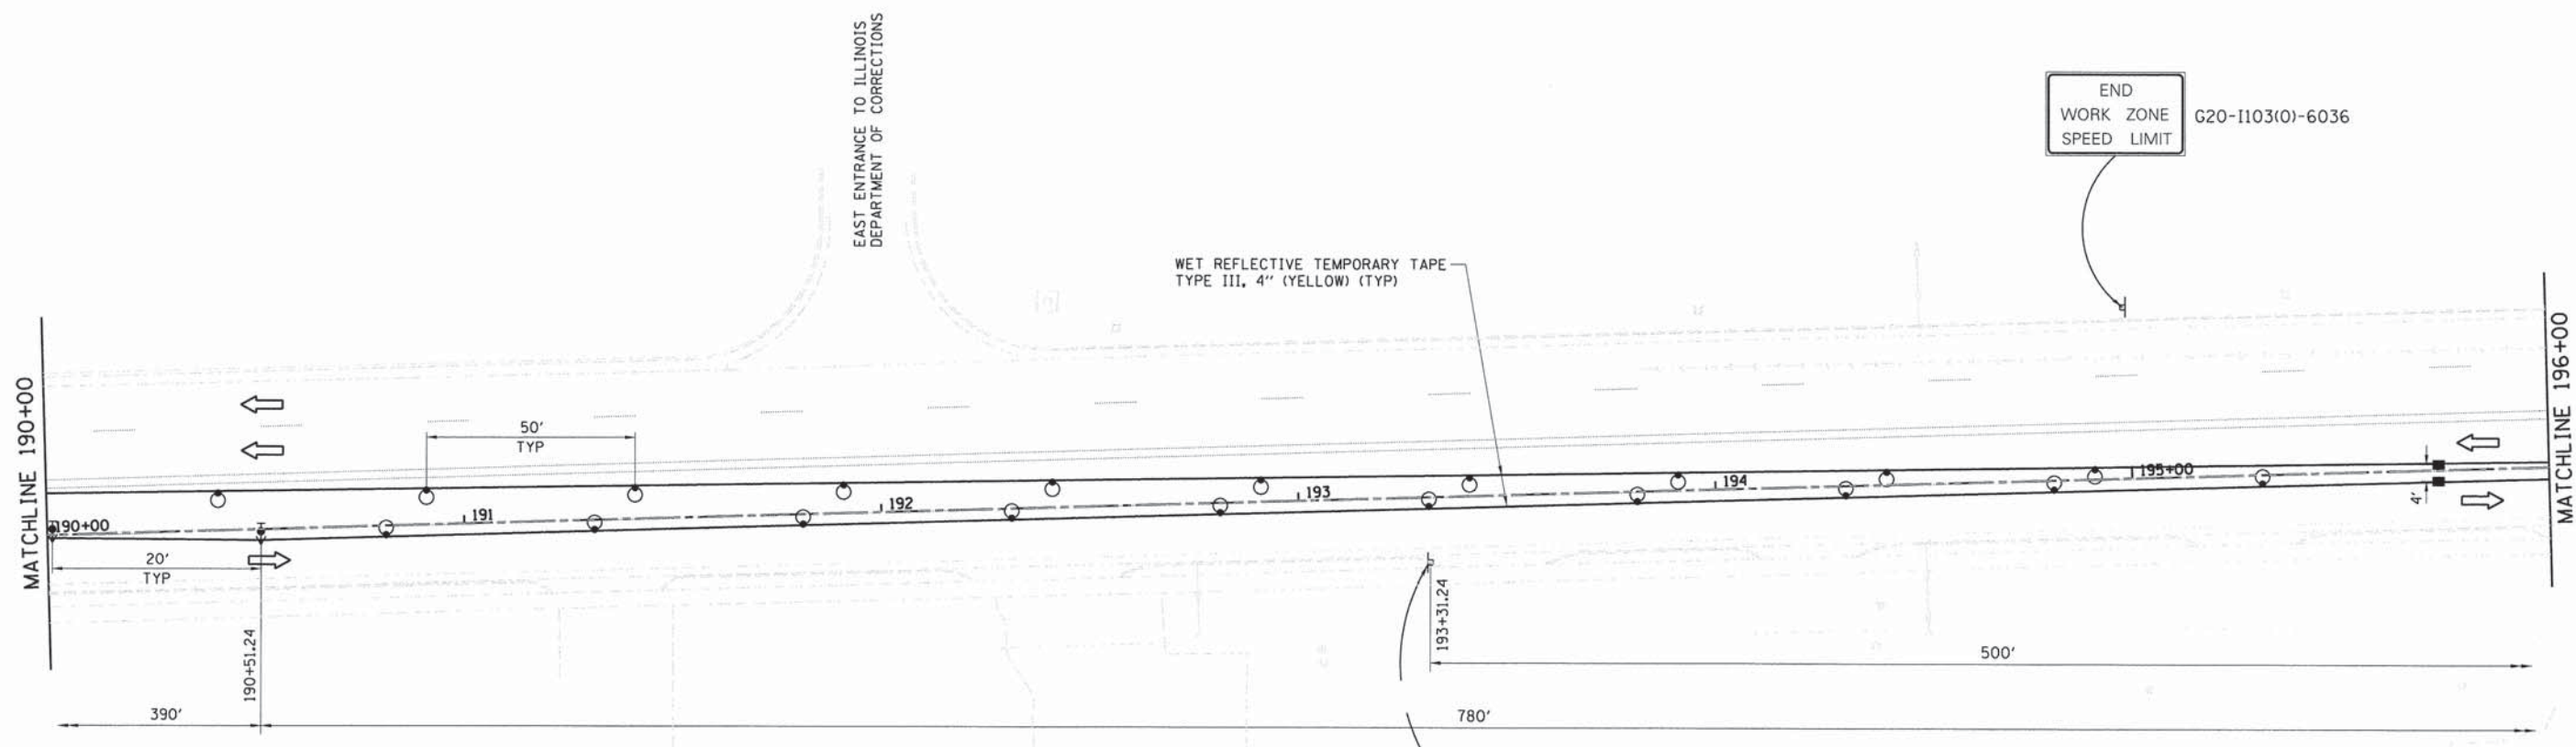 EAST ENTRANCE TO ILLINOIS
DEPARTMENT OF CORRECTIONS
END
WORK ZONE
SPEED LIMIT
G20-I103(0)-6036
WET REFLECTIVE TEMPORARY TAPE
TYPE III, 4" (YELLOW) (TYP)
MATCHLINE 190+00
MATCHLINE 196+00
50'
TYP
190+00
191
192
193
194
195+00
4'
20'
TYP
190+51.24
193+31.24
500'
390'
780'